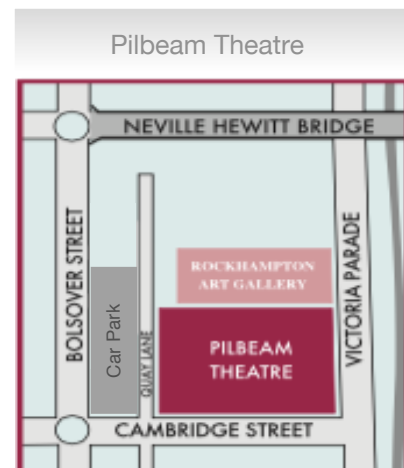 Pilbeam Theatre
NEVILLE HEWITT BRIDGE
BOLSOVER STREET
Car Park
QUAY LANE
ROCKHAMPTON
ART GALLERY
VICTORIA PARADE
PILBEAM
THEATRE
CAMBRIDGE STREET